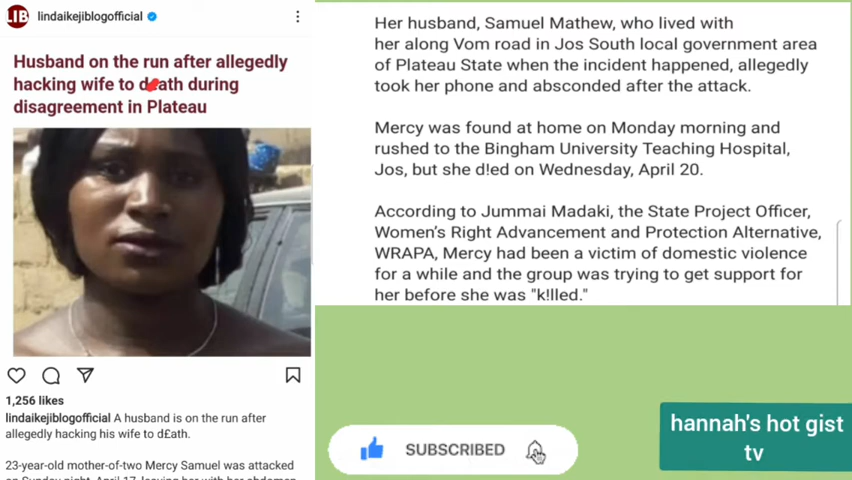 LIB
lindaikejiblogofficial
Husband on the run after allegedly
hacking wife to death during
disagreement in Plateau
1,256 likes
lindaikejiblogofficial A husband is on the run after
allegedly hacking his wife to d£ath.
23-year-old mother-of-two Mercy Samuel was attacked
on Sunday night, April 17, leaving her with her abdomen
Her husband, Samuel Mathew, who lived with
her along Vom road in Jos South local government area
of Plateau State when the incident happened, allegedly
took her phone and absconded after the attack.
Mercy was found at home on Monday morning and
rushed to the Bingham University Teaching Hospital,
Jos, but she d!ed on Wednesday, April 20.
According to Jummai Madaki, the State Project Officer,
Women's Right Advancement and Protection Alternative,
WRAPA, Mercy had been a victim of domestic violence
for a while and the group was trying to get support for
her before she was "k!lled."
SUBSCRIBED
hannah's hot gist
tv